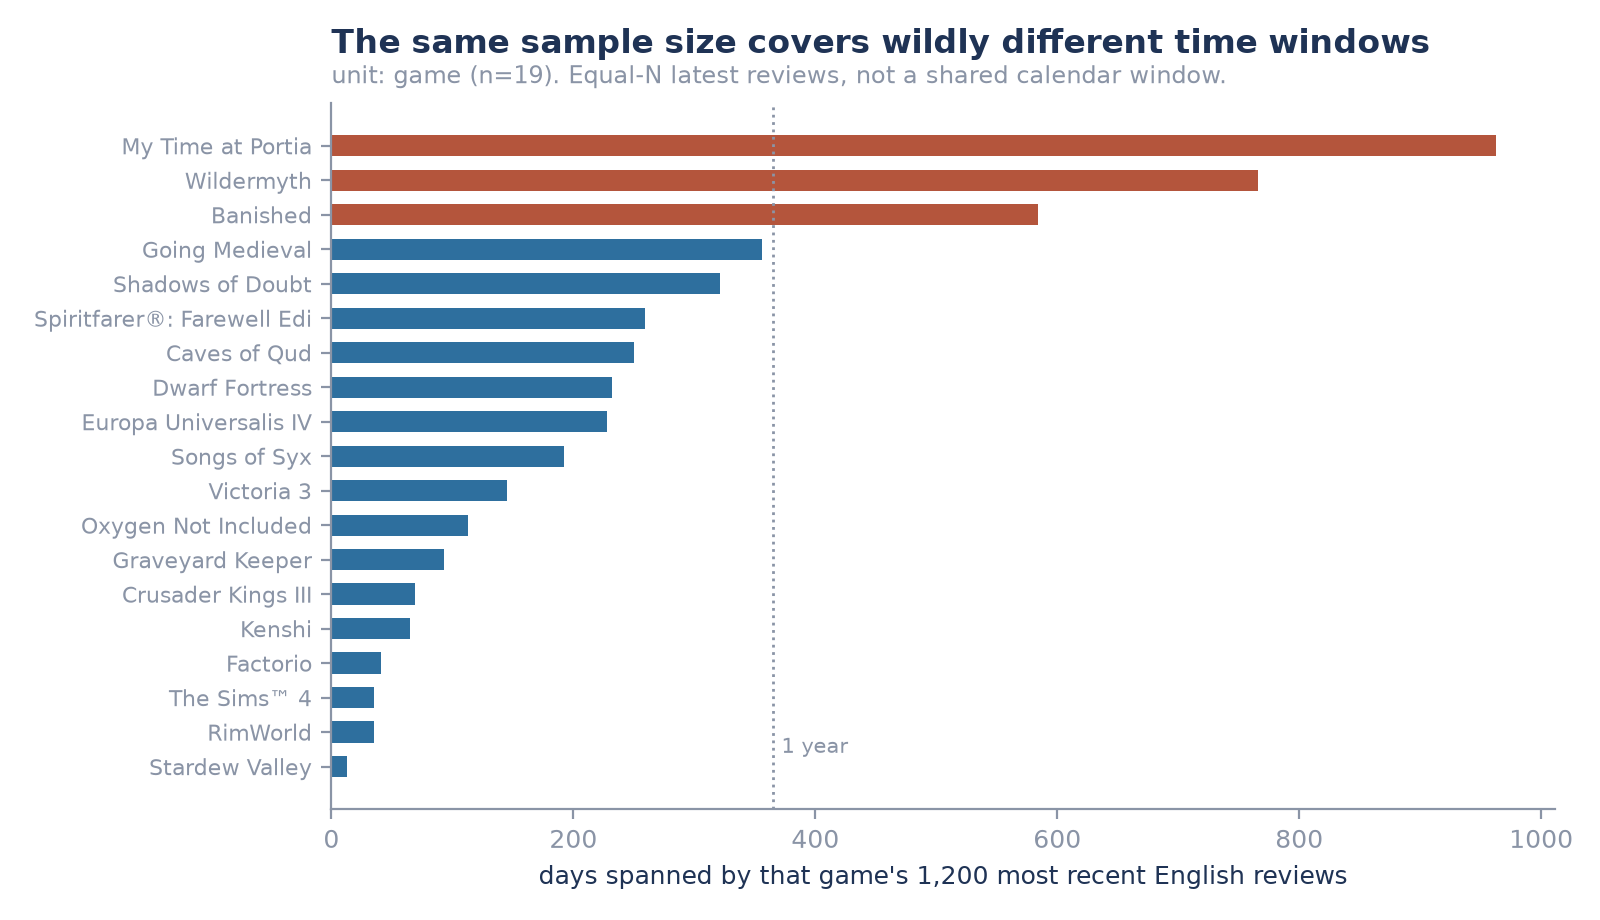 The same sample size covers wildly different time windows
unit: game (n=19). Equal-N latest reviews, not a shared calendar window.
My Time at Portia
Wildermyth
Banished
Going Medieval
Shadows of Doubt
Spiritfarer®: Farewell Edi
Caves of Qud
Dwarf Fortress
Europa Universalis IV
Songs of Syx
Victoria 3
Oxygen Not Included
Graveyard Keeper
Crusader Kings III
Kenshi
Factorio
The Sims™ 4
RimWorld
1 year
Stardew Valley
0 200 400 600 800 1000
days spanned by that game's 1,200 most recent English reviews